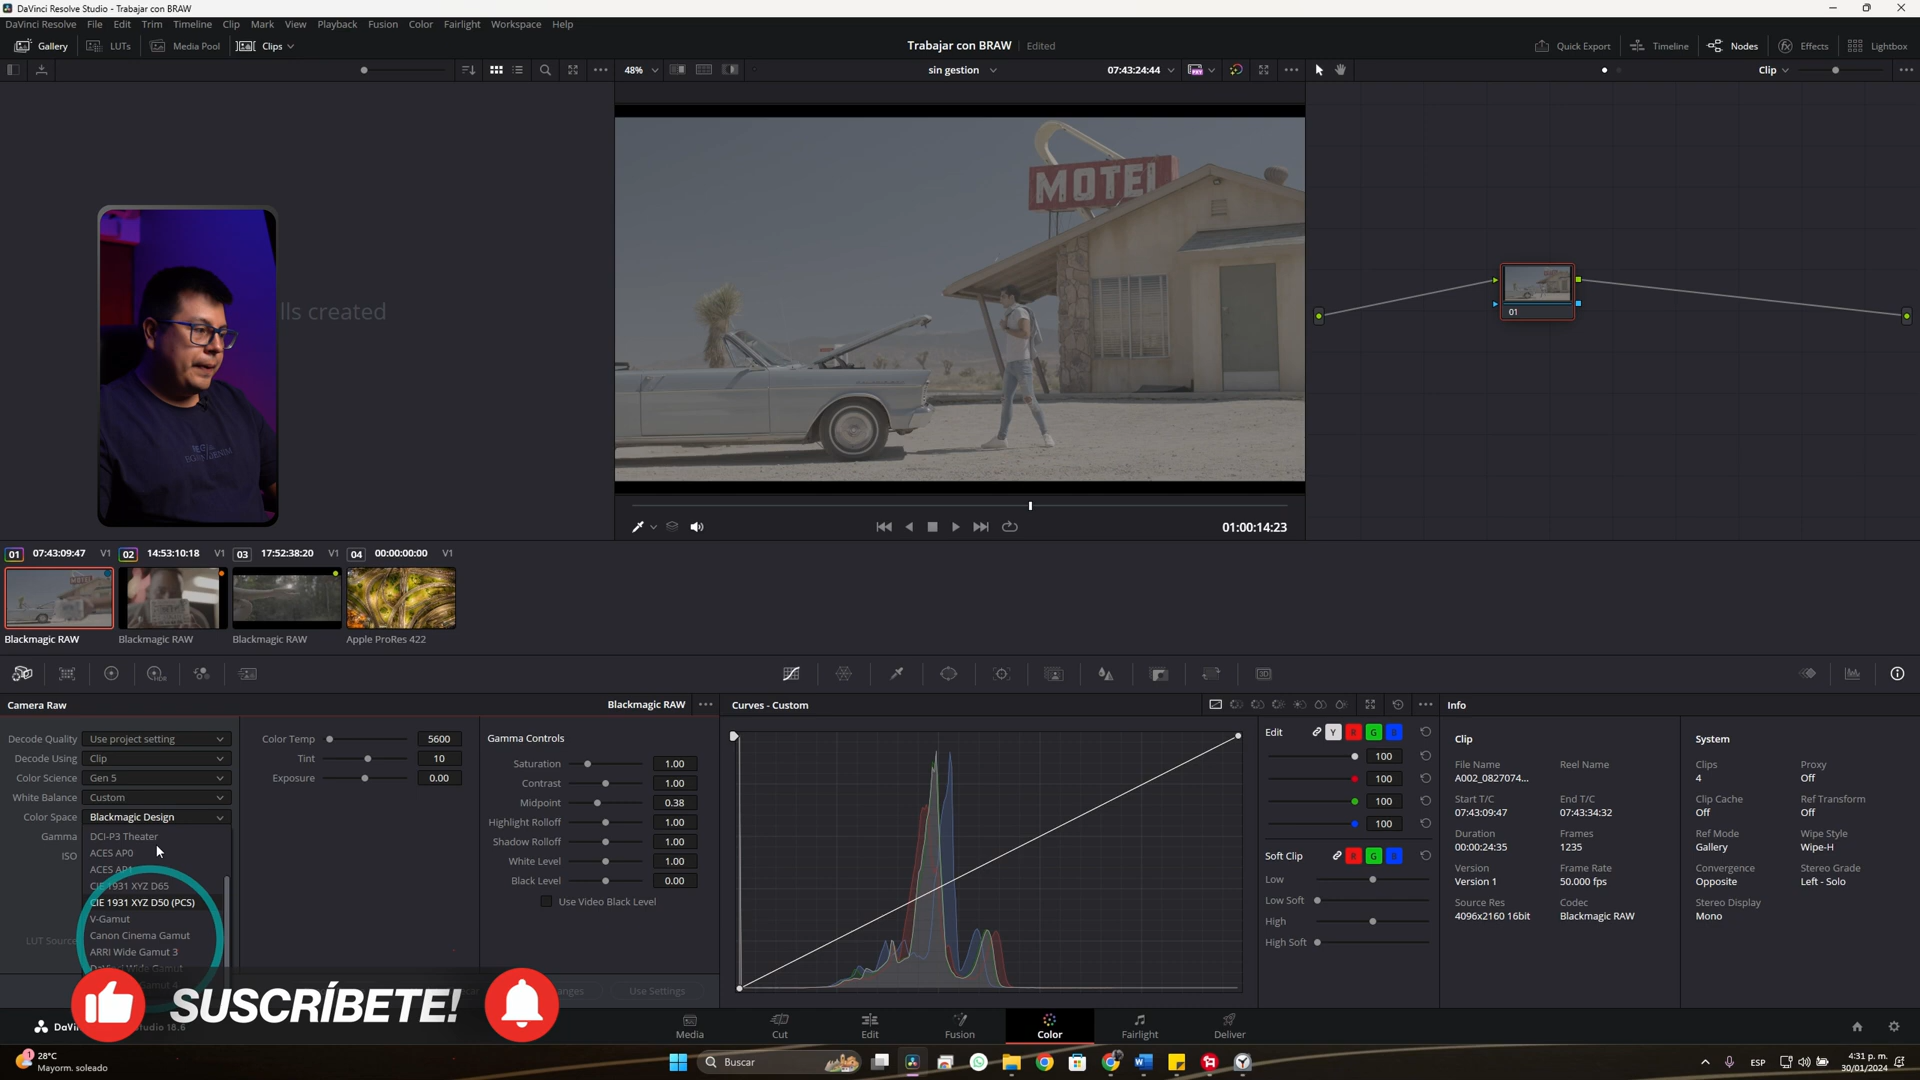 DaVinci Resolve Studio - Trabajar con BRAW
DaVinci Resolve File Edit Trim Timeline Clip Mark View Playback Fusion Color Fairlight Workspace Help
Gallery LUTs Media Pool Clips Trabajar con BRAW Edited Quick Export Timeline Nodes Effects Lightbox
48% sin gestion 07:43:24:44 Clip
lls created
MOTEL
01
01:00:14:23
01 07:43:09:47 V1 02 14:53:10:18 V1 03 17:52:38:20 V1 04 00:00:00:00 V1
Blackmagic RAW Blackmagic RAW Blackmagic RAW Apple ProRes 422
HDR
3D
Camera Raw Blackmagic RAW
Decode Quality Use project setting
Decode Using Clip
Color Science Gen 5
White Balance Custom
Color Space Blackmagic Design
Gamma DCI-P3 Theater
ISO ACES AP0
ACES AP1
CIE 1931 XYZ D65
CIE 1931 XYZ D50 (PCS)
V-Gamut
LUT Source Canon Cinema Gamut
ARRI Wide Gamut 3
DaVinci Wide Gamut
Color Temp 5600
Tint 10
Exposure 0.00
Gamma Controls
Saturation 1.00
Contrast 1.00
Midpoint 0.38
Highlight Rolloff 1.00
Shadow Rolloff 1.00
White Level 1.00
Black Level 0.00
Use Video Black Level
Use Settings
Curves - Custom
Edit Y R G B
100
100
100
100
Soft Clip R G B
Low
Low Soft
High
High Soft
Info
Clip
File Name Reel Name
A002_0827074...
Start T/C End T/C
07:43:09:47 07:43:34:32
Duration Frames
00:00:24:35 1235
Version Frame Rate
Version 1 50.000 fps
Source Res Codec
4096x2160 16bit Blackmagic RAW
System
Clips Proxy
4 Off
Clip Cache Ref Transform
Off Off
Ref Mode Wipe Style
Gallery Wipe-H
Convergence Stereo Grade
Opposite Left - Solo
Stereo Display
Mono
SUSCRÍBETE!
Media Cut Edit Fusion Color Fairlight Deliver
28°C
Mayorm. soleado
Buscar
ESP
4:31 p. m.
30/01/2024